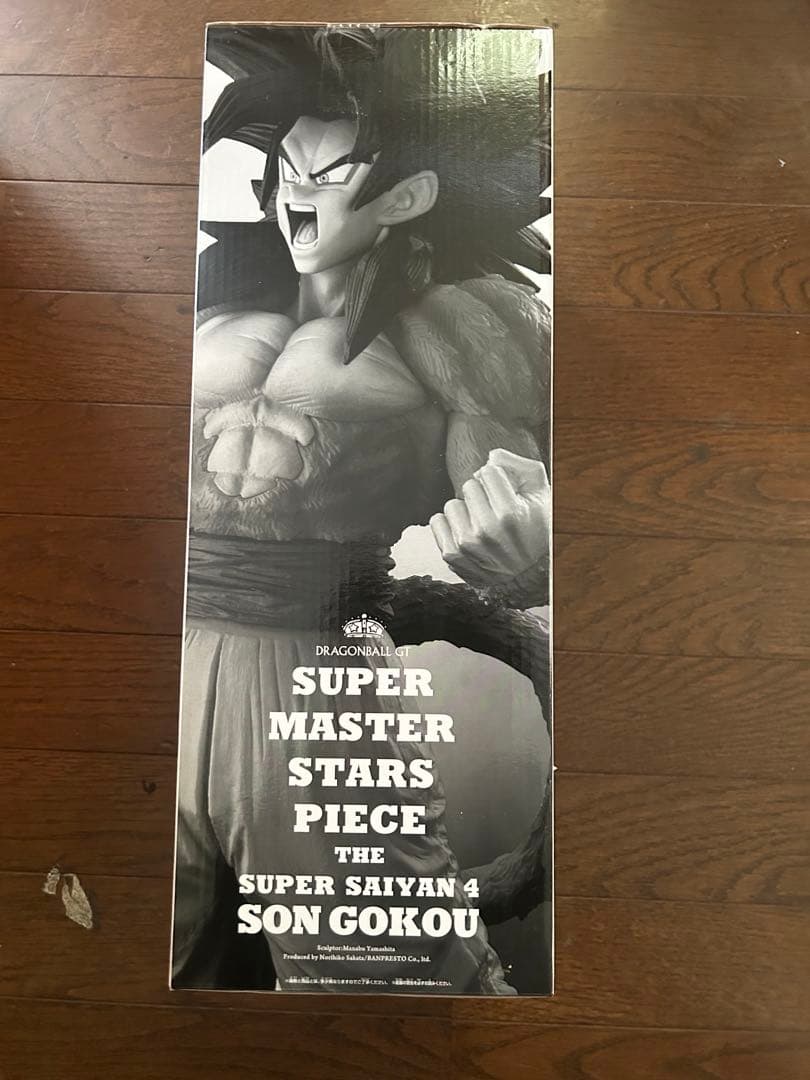 DRAGONBALL GT
SUPER
MASTER
STARS
PIECE
THE
SUPER SAIYAN 4
SON GOKOU
Sculptor:Manabu Yamashita
Produced by Norihiko Sakata/BANPRESTO Co., ltd.